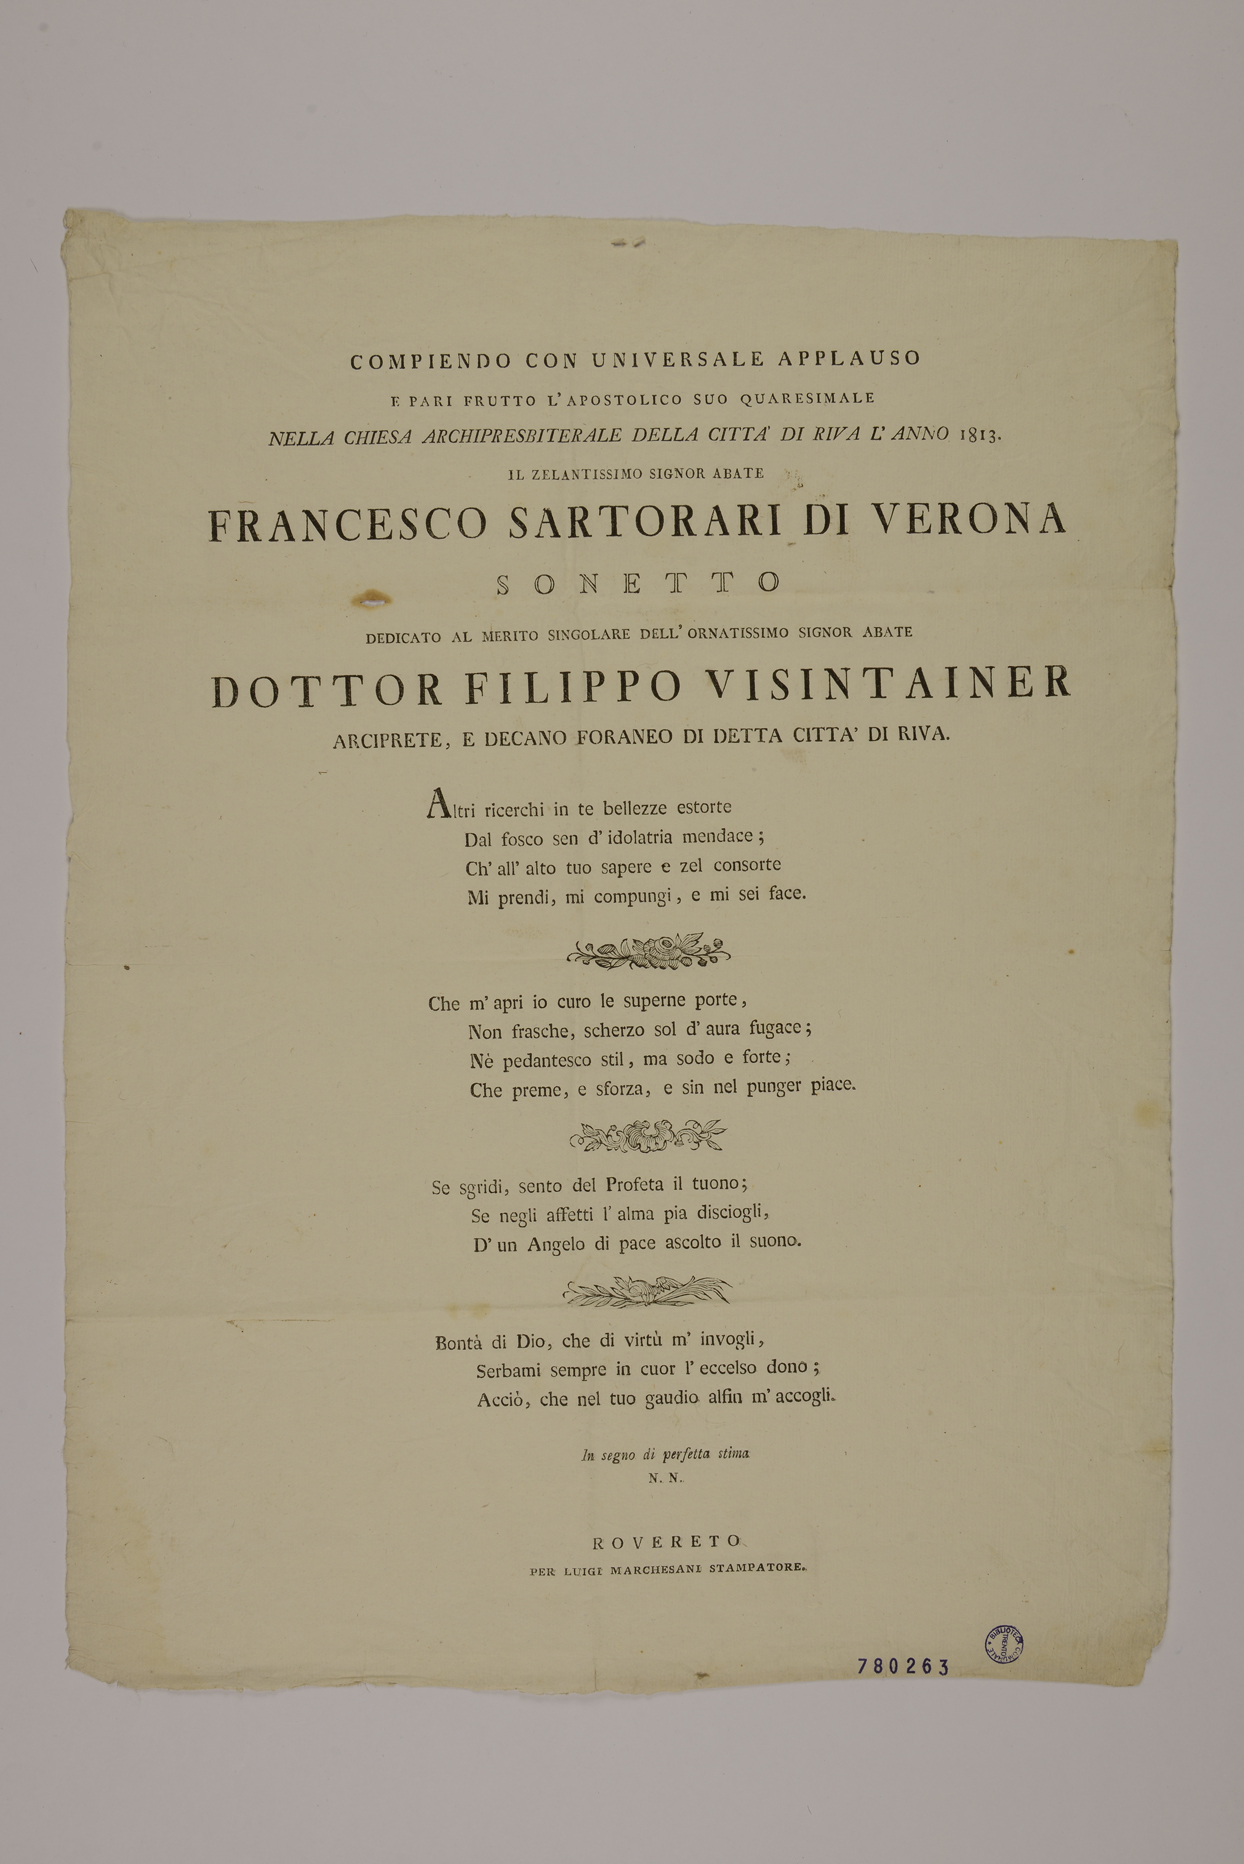 COMPIENDO CON UNIVERSALE APPLAUSO
E PARI FRUTTO L'APOSTOLICO SUO QUARESIMALE
NELLA CHIESA ARCHIPRESBITERALE DELLA CITTA' DI RIVA L'ANNO 1813.
IL ZELANTISSIMO SIGNOR ABATE
FRANCESCO SARTORARI DI VERONA
SONETTO
DEDICATO AL MERITO SINGOLARE DELL'ORNATISSIMO SIGNOR ABATE
DOTTOR FILIPPO VISINTAINER
ARCIPRETE, E DECANO FORANEO DI DETTA CITTA' DI RIVA.
Altri ricerchi in te bellezze estorte
Dal fosco sen d'idolatria mendace;
Ch'all'alto tuo sapere e zel consorte
Mi prendi, mi compungi, e mi sei face.
Che m'apri io curo le superne porte,
Non frasche, scherzo sol d'aura fugace;
Nè pedantesco stil, ma sodo e forte;
Che preme, e sforza, e sin nel punger piace.
Se sgridi, sento del Profeta il tuono;
Se negli affetti l'alma pia disciogli,
D'un Angelo di pace ascolto il suono.
Bontà di Dio, che di virtù m'invogli,
Serbami sempre in cuor l'eccelso dono;
Acciò, che nel tuo gaudio alfin m'accogli.
In segno di perfetta stima
N. N.
ROVERETO
PER LUIGI MARCHESANI STAMPATORE.
BIBLIOTECA COMUNALE
TRENTO
780263